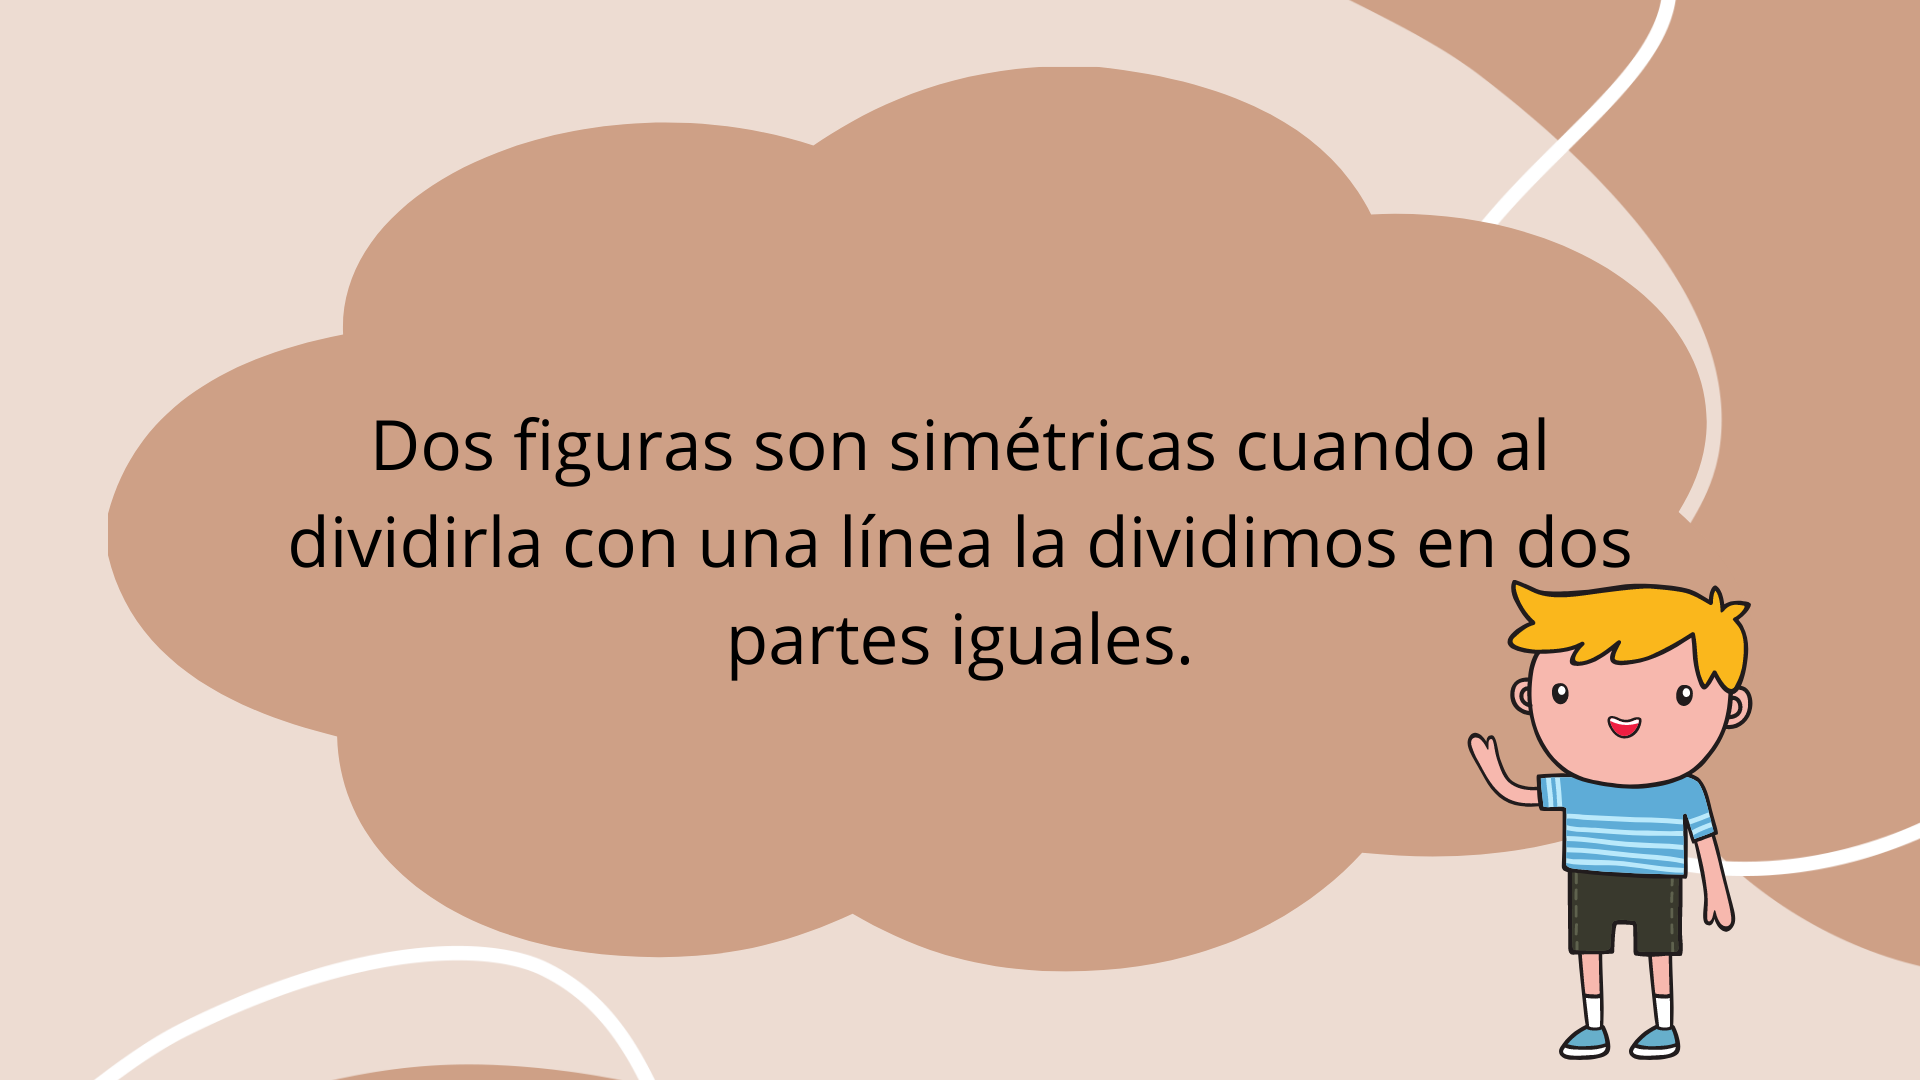 Dos figuras son simétricas cuando al
dividirla con una línea la dividimos en dos
partes iguales.